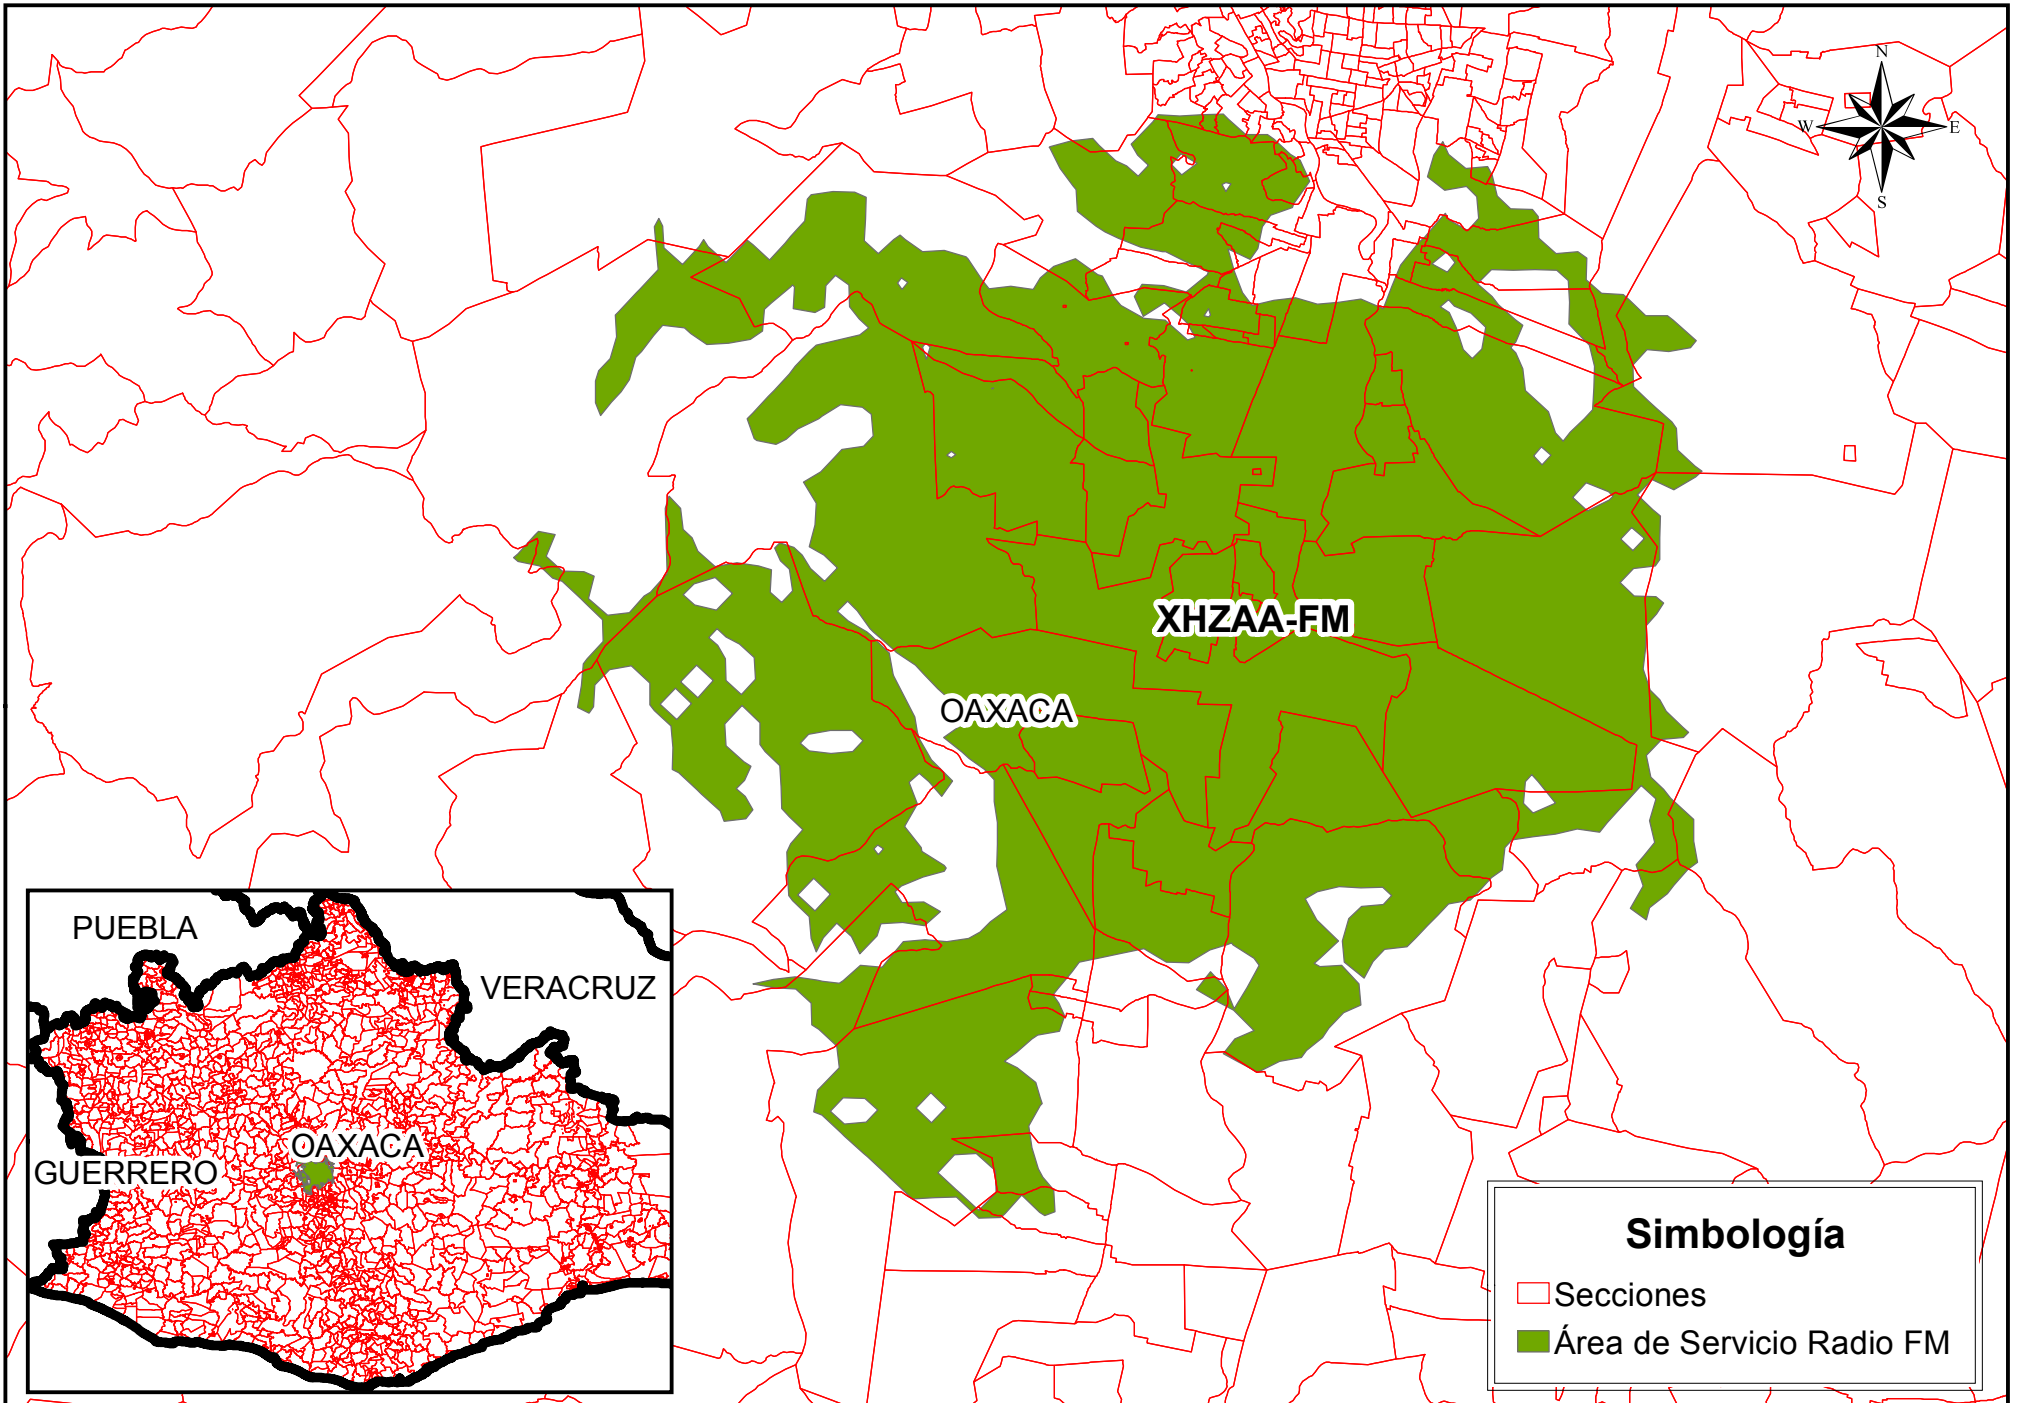 N
W E
S
XHZAA-FM
OAXACA
PUEBLA
VERACRUZ
OAXACA
GUERRERO
Simbología
Secciones
Área de Servicio Radio FM